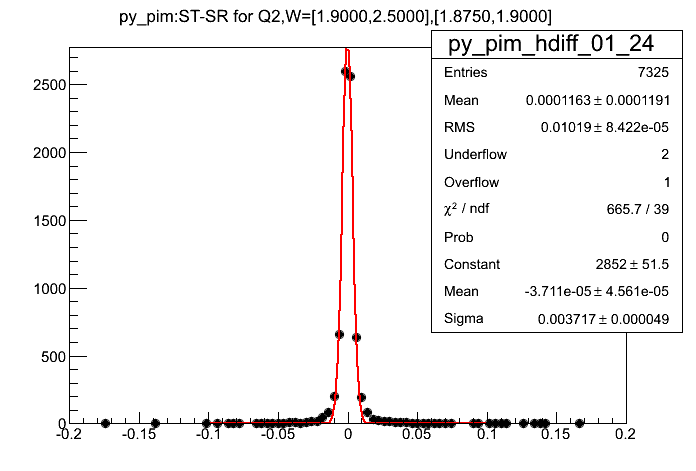 py_pim:ST-SR for Q2,W=[1.9000,2.5000],[1.8750,1.9000]
py_pim_hdiff_01_24
Entries 7325
Mean 0.0001163 ± 0.0001191
RMS 0.01019 ± 8.422e-05
Underflow 2
Overflow 1
χ² / ndf 665.7 / 39
Prob 0
Constant 2852 ± 51.5
Mean -3.711e-05 ± 4.561e-05
Sigma 0.003717 ± 0.000049
2500
2000
1500
1000
500
0
-0.2 -0.15 -0.1 -0.05 0 0.05 0.1 0.15 0.2